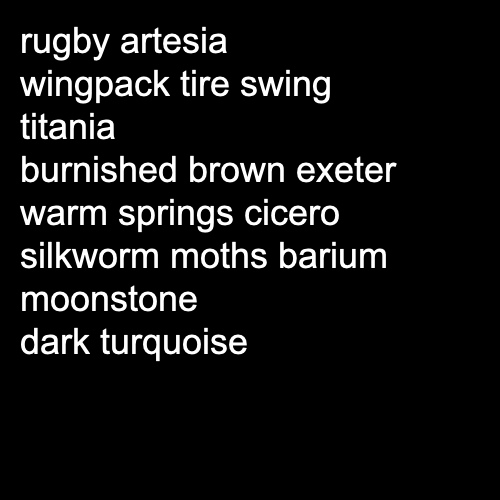 rugby artesia
wingpack tire swing
titania
burnished brown exeter
warm springs cicero
silkworm moths barium
moonstone
dark turquoise